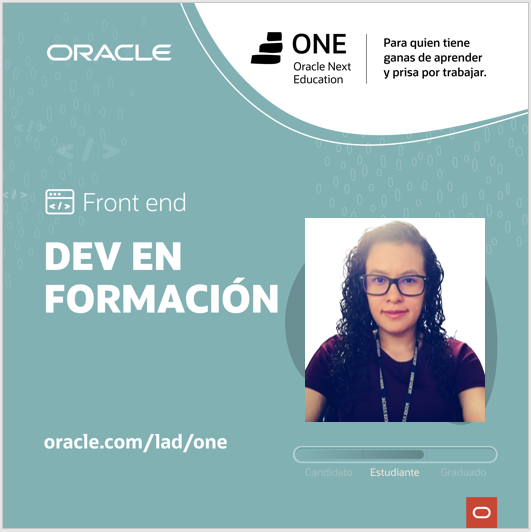 ORACLE
ONE
Oracle Next
Education
Para quien tiene
ganas de aprender
y prisa por trabajar.
</>
</>
</>
</> Front end
DEV EN
FORMACIÓN
oracle.com/lad/one
Candidato Estudiante Graduado